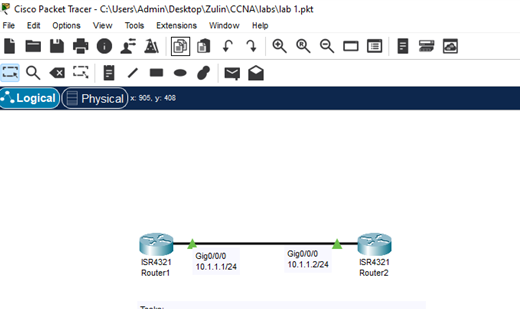 Cisco Packet Tracer - C:\Users\Admin\Desktop\Zulin\CCNA\labs\lab 1.pkt
File Edit Options View Tools Extensions Window Help
Logical Physical x: 905, y: 408
Gig0/0/0
10.1.1.1/24
Gig0/0/0
10.1.1.2/24
ISR4321
Router1
ISR4321
Router2